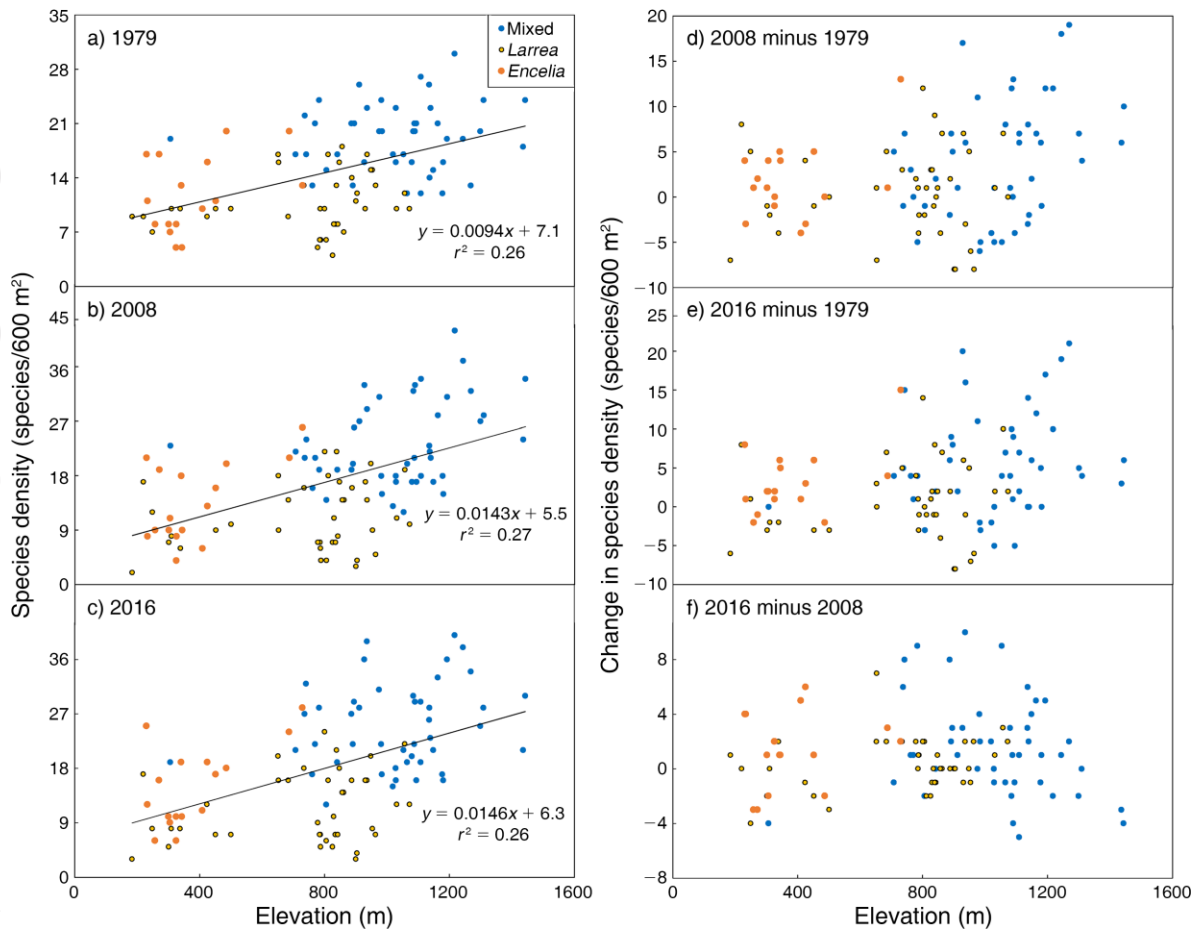 Species density (species/600 m²)
a) 1979
Mixed
Larrea
Encelia
35
28
21
14
7
0
y = 0.0094x + 7.1
r² = 0.26
b) 2008
45
36
27
18
9
0
y = 0.0143x + 5.5
r² = 0.27
c) 2016
36
27
18
9
0
y = 0.0146x + 6.3
r² = 0.26
0 400 800 1200 1600
Elevation (m)
Change in species density (species/600 m²)
d) 2008 minus 1979
20
15
10
5
0
−5
−10
e) 2016 minus 1979
25
20
15
10
5
0
−5
−10
f) 2016 minus 2008
8
4
0
−4
−8
0 400 800 1200 1600
Elevation (m)